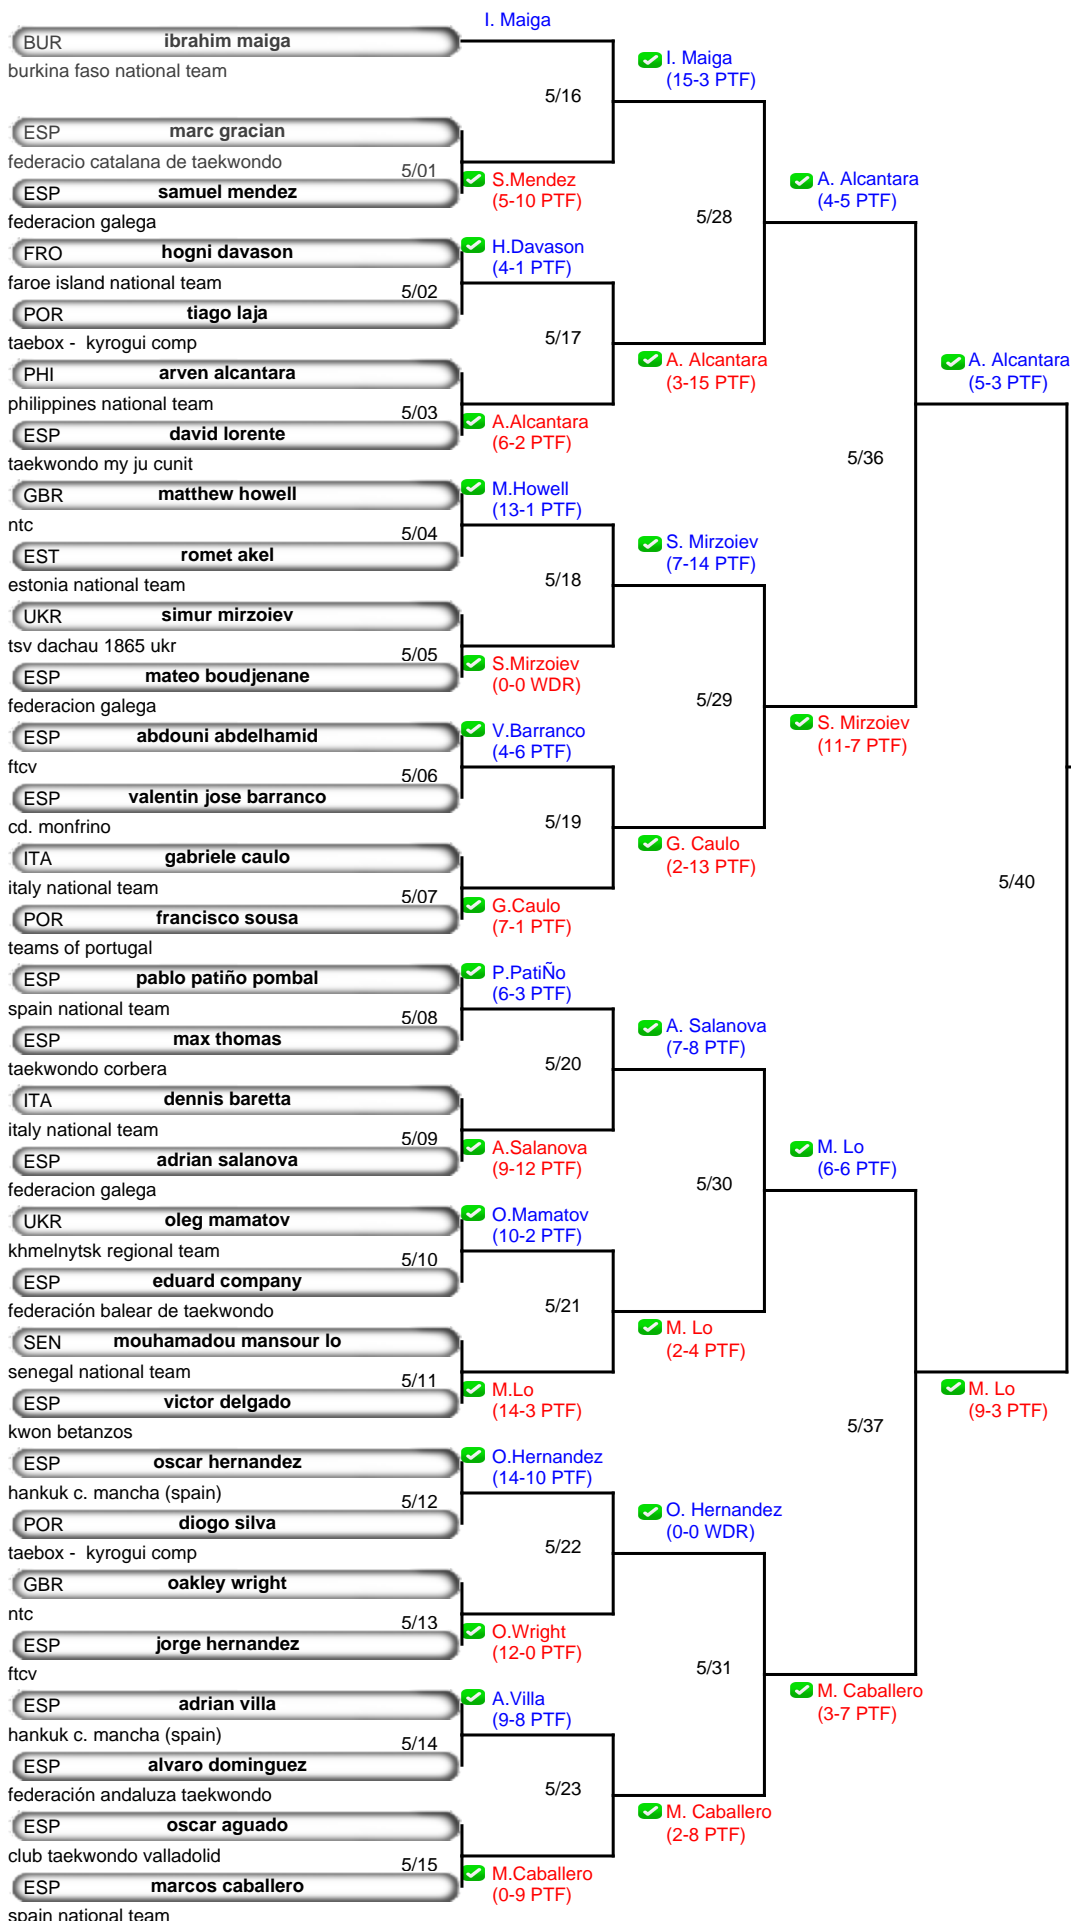 I. Maiga
BUR ibrahim maiga
burkina faso national team
I. Maiga
(15-3 PTF)
5/16
ESP marc gracian
federacio catalana de taekwondo
5/01
ESP samuel mendez
S.Mendez
(5-10 PTF)
A. Alcantara
(4-5 PTF)
federacion galega
5/28
FRO hogni davason
H.Davason
(4-1 PTF)
faroe island national team
5/02
POR tiago laja
taebox - kyrogui comp
5/17
PHI arven alcantara
A. Alcantara
(3-15 PTF)
A. Alcantara
(5-3 PTF)
philippines national team
5/03
ESP david lorente
A.Alcantara
(6-2 PTF)
taekwondo my ju cunit
5/36
GBR matthew howell
M.Howell
(13-1 PTF)
ntc
5/04
EST romet akel
S. Mirzoiev
(7-14 PTF)
estonia national team
5/18
UKR simur mirzoiev
tsv dachau 1865 ukr
5/05
ESP mateo boudjenane
S.Mirzoiev
(0-0 WDR)
federacion galega
5/29
ESP abdouni abdelhamid
V.Barranco
(4-6 PTF)
S. Mirzoiev
(11-7 PTF)
ftcv
5/06
ESP valentin jose barranco
cd. monfrino
5/19
ITA gabriele caulo
G. Caulo
(2-13 PTF)
italy national team
5/07
5/40
POR francisco sousa
G.Caulo
(7-1 PTF)
teams of portugal
ESP pablo patiño pombal
P.PatiÑo
(6-3 PTF)
spain national team
5/08
ESP max thomas
A. Salanova
(7-8 PTF)
taekwondo corbera
5/20
ITA dennis baretta
italy national team
5/09
ESP adrian salanova
A.Salanova
(9-12 PTF)
M. Lo
(6-6 PTF)
federacion galega
5/30
UKR oleg mamatov
O.Mamatov
(10-2 PTF)
khmelnytsk regional team
5/10
ESP eduard company
federación balear de taekwondo
5/21
SEN mouhamadou mansour lo
M. Lo
(2-4 PTF)
senegal national team
5/11
ESP victor delgado
M.Lo
(14-3 PTF)
M. Lo
(9-3 PTF)
kwon betanzos
5/37
ESP oscar hernandez
O.Hernandez
(14-10 PTF)
hankuk c. mancha (spain)
5/12
POR diogo silva
O. Hernandez
(0-0 WDR)
taebox - kyrogui comp
5/22
GBR oakley wright
ntc
5/13
ESP jorge hernandez
O.Wright
(12-0 PTF)
ftcv
5/31
ESP adrian villa
A.Villa
(9-8 PTF)
M. Caballero
(3-7 PTF)
hankuk c. mancha (spain)
5/14
ESP alvaro dominguez
federación andaluza taekwondo
5/23
ESP oscar aguado
M. Caballero
(2-8 PTF)
club taekwondo valladolid
5/15
ESP marcos caballero
M.Caballero
(0-9 PTF)
spain national team